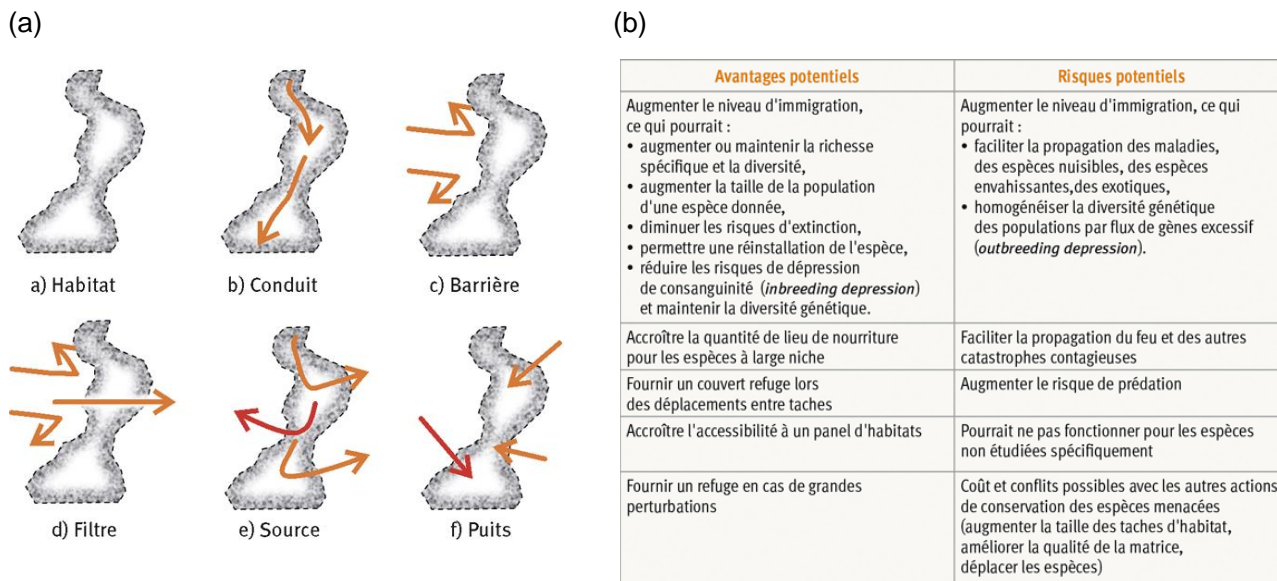 (a)
a) Habitat
b) Conduit
c) Barrière
d) Filtre
e) Source
f) Puits
(b)
Avantages potentiels
Risques potentiels
Augmenter le niveau d'immigration,
ce qui pourrait :
• augmenter ou maintenir la richesse
spécifique et la diversité,
• augmenter la taille de la population
d'une espèce donnée,
• diminuer les risques d'extinction,
• permettre une réinstallation de l'espèce,
• réduire les risques de dépression
de consanguinité (inbreeding depression)
et maintenir la diversité génétique.
Augmenter le niveau d'immigration, ce qui
pourrait :
• faciliter la propagation des maladies,
des espèces nuisibles, des espèces
envahissantes,des exotiques,
• homogénéiser la diversité génétique
des populations par flux de gènes excessif
(outbreeding depression).
Accroître la quantité de lieu de nourriture
pour les espèces à large niche
Faciliter la propagation du feu et des autres
catastrophes contagieuses
Fournir un couvert refuge lors
des déplacements entre taches
Augmenter le risque de prédation
Accroître l'accessibilité à un panel d'habitats
Pourrait ne pas fonctionner pour les espèces
non étudiées spécifiquement
Fournir un refuge en cas de grandes
perturbations
Coût et conflits possibles avec les autres actions
de conservation des espèces menacées
(augmenter la taille des taches d'habitat,
améliorer la qualité de la matrice,
déplacer les espèces)